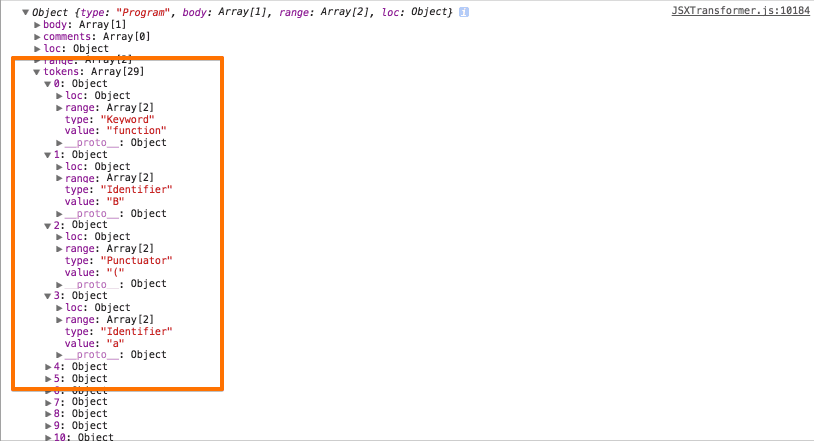 Object {type: "Program", body: Array[1], range: Array[2], loc: Object} i JSXTransformer.js:10184
body: Array[1]
comments: Array[0]
loc: Object
range: Array[2]
tokens: Array[29]
0: Object
loc: Object
range: Array[2]
type: "Keyword"
value: "function"
__proto__: Object
1: Object
loc: Object
range: Array[2]
type: "Identifier"
value: "B"
__proto__: Object
2: Object
loc: Object
range: Array[2]
type: "Punctuator"
value: "("
__proto__: Object
3: Object
loc: Object
range: Array[2]
type: "Identifier"
value: "a"
__proto__: Object
4: Object
5: Object
6: Object
7: Object
8: Object
9: Object
10: Object